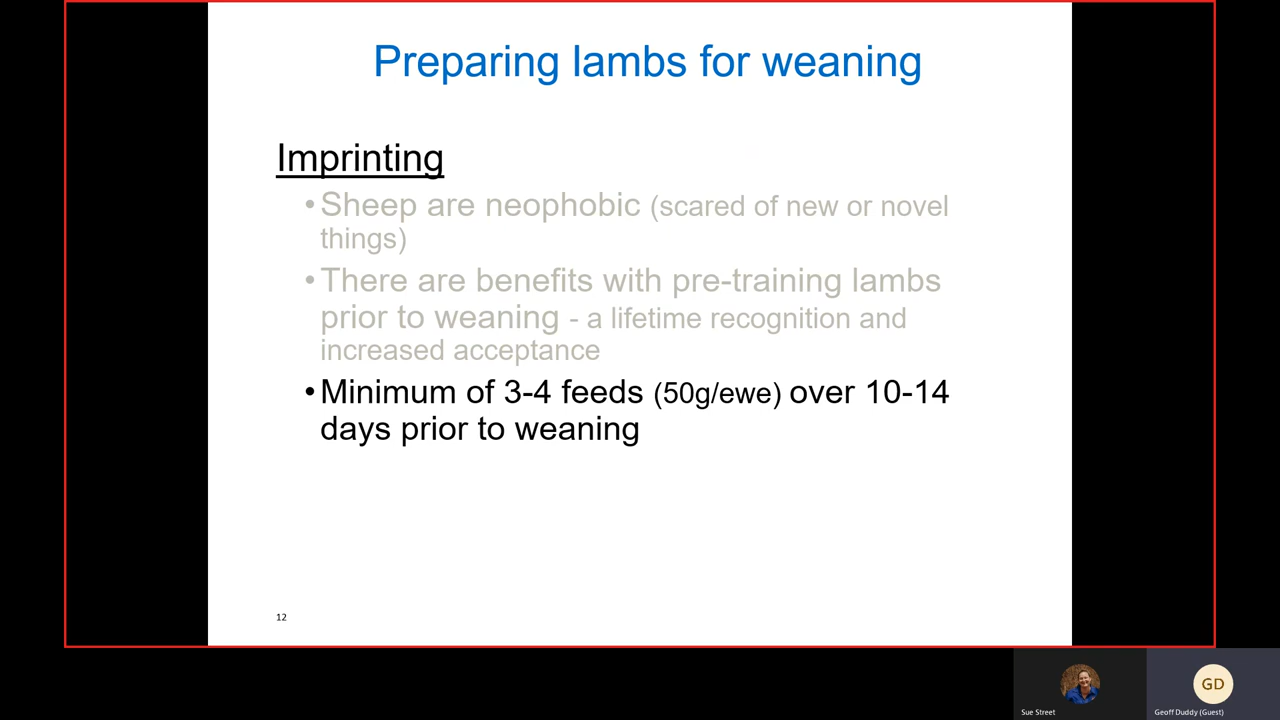 Preparing lambs for weaning
Imprinting
•Sheep are neophobic (scared of new or novel
things)
•There are benefits with pre-training lambs
prior to weaning - a lifetime recognition and
increased acceptance
•Minimum of 3-4 feeds (50g/ewe) over 10-14
days prior to weaning
12
GD
Sue Street
Geoff Duddy (Guest)